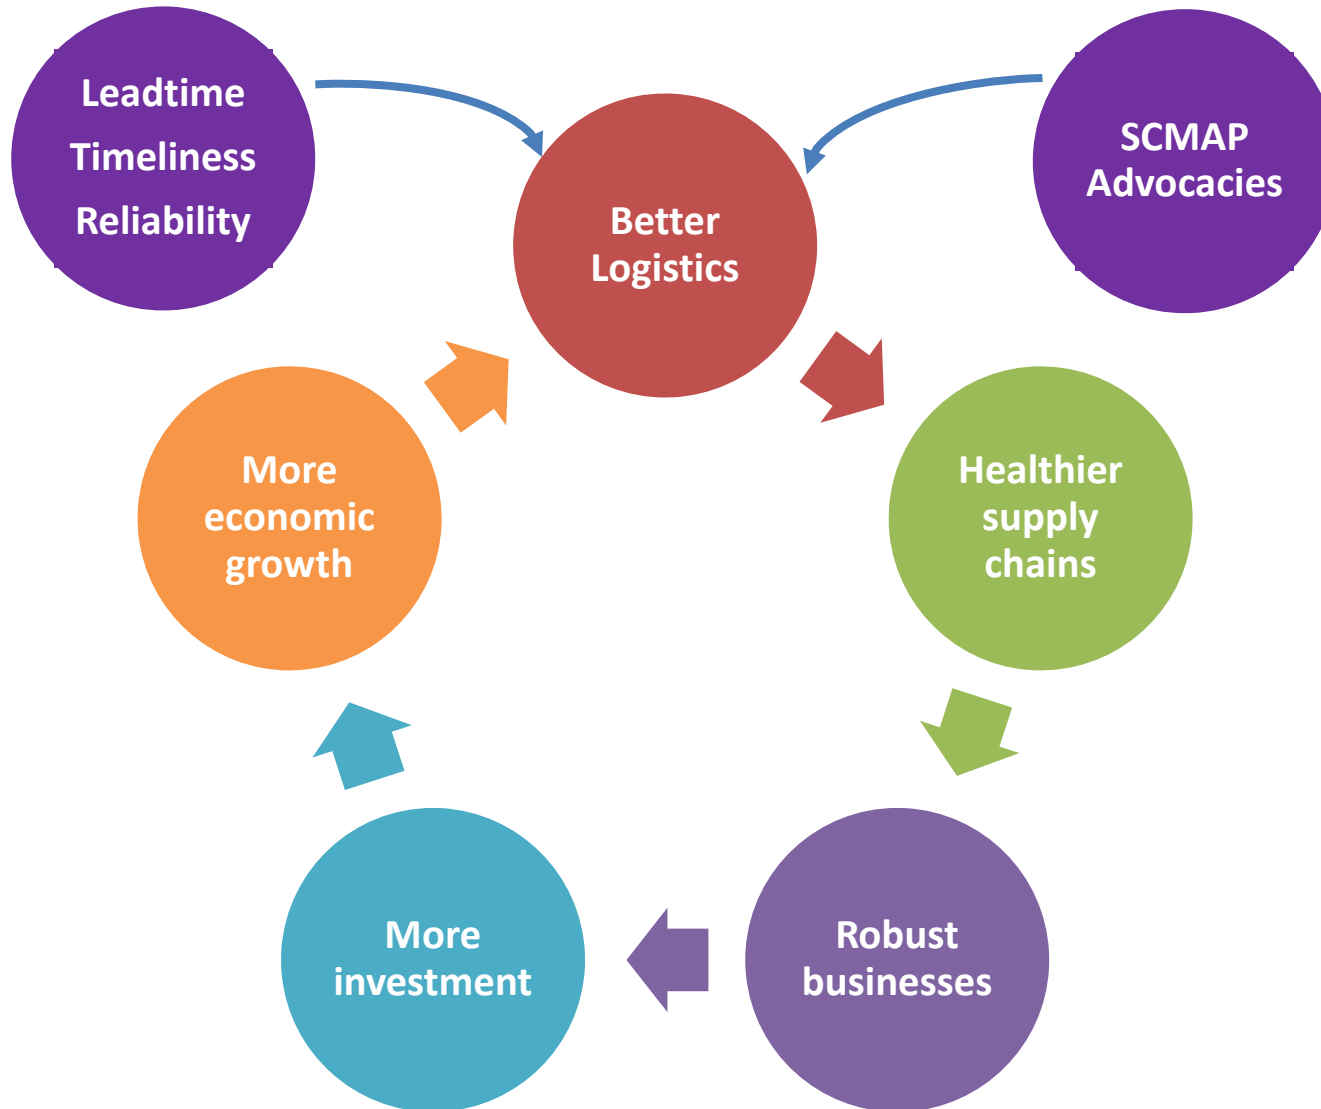 Leadtime
Timeliness
Reliability
SCMAP
Advocacies
Better
Logistics
More
economic
growth
Healthier
supply
chains
More
investment
Robust
businesses